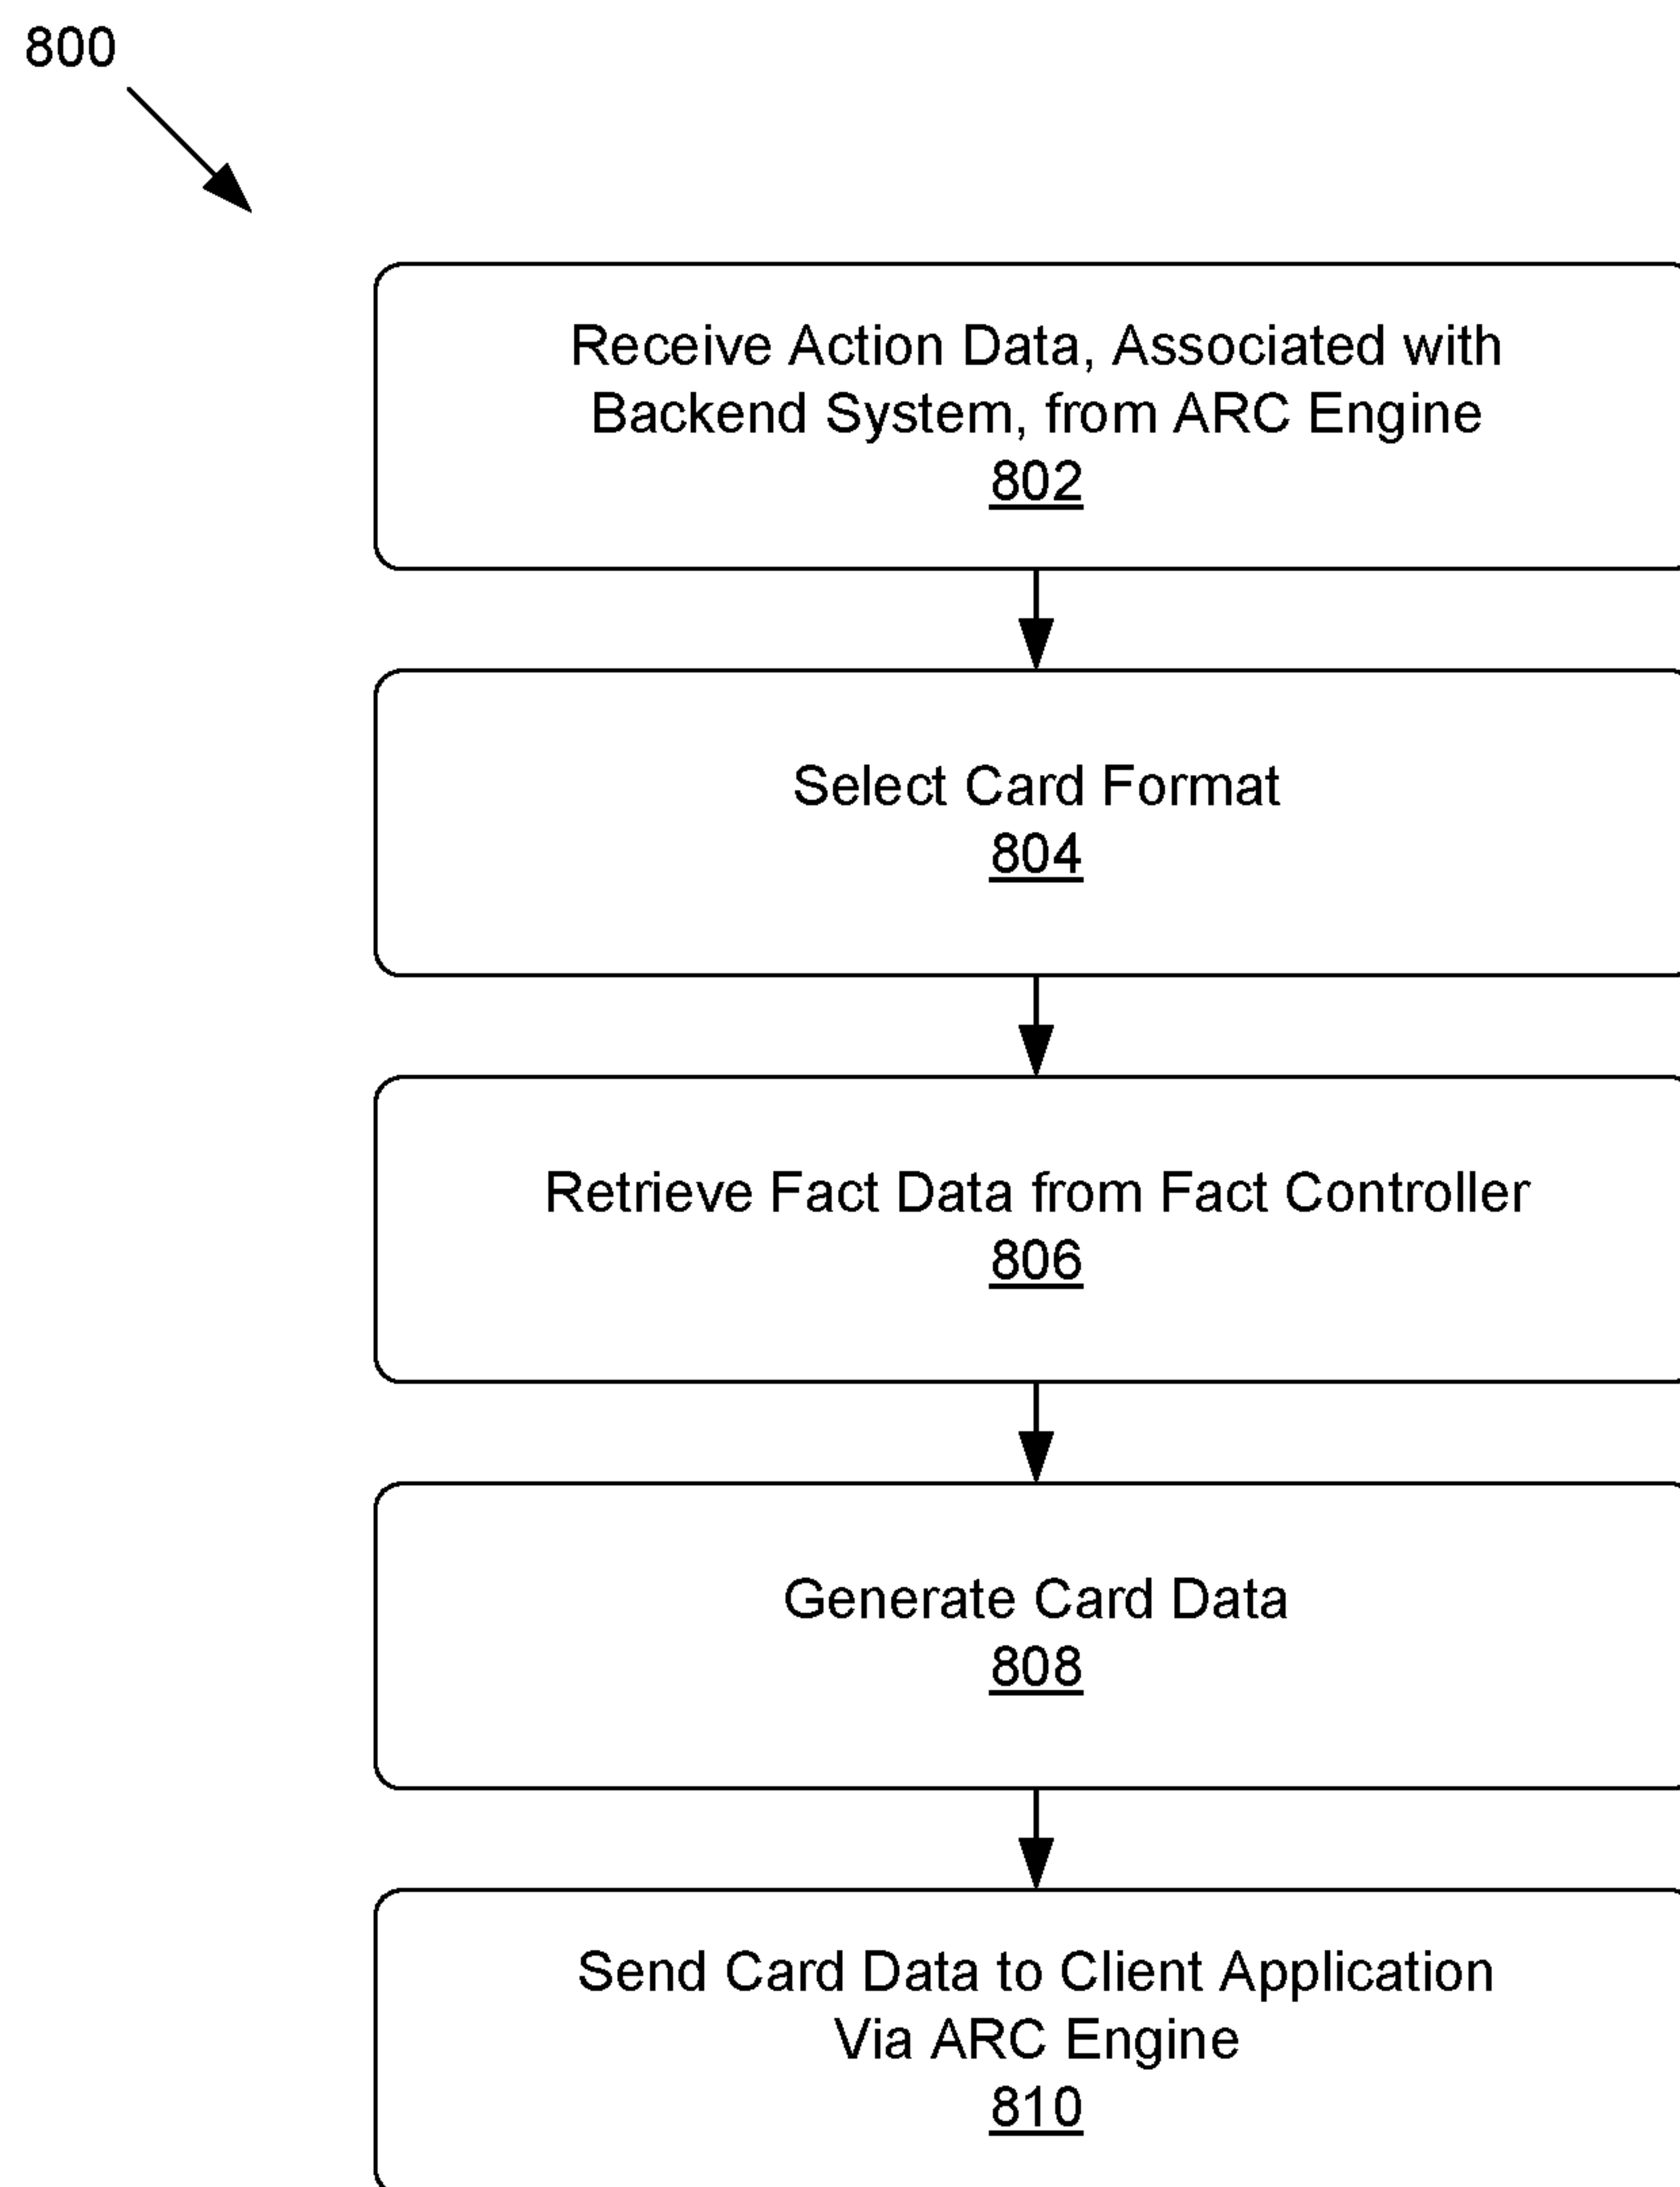 800
Receive Action Data, Associated with
Backend System, from ARC Engine
802
Select Card Format
804
Retrieve Fact Data from Fact Controller
806
Generate Card Data
808
Send Card Data to Client Application
Via ARC Engine
810